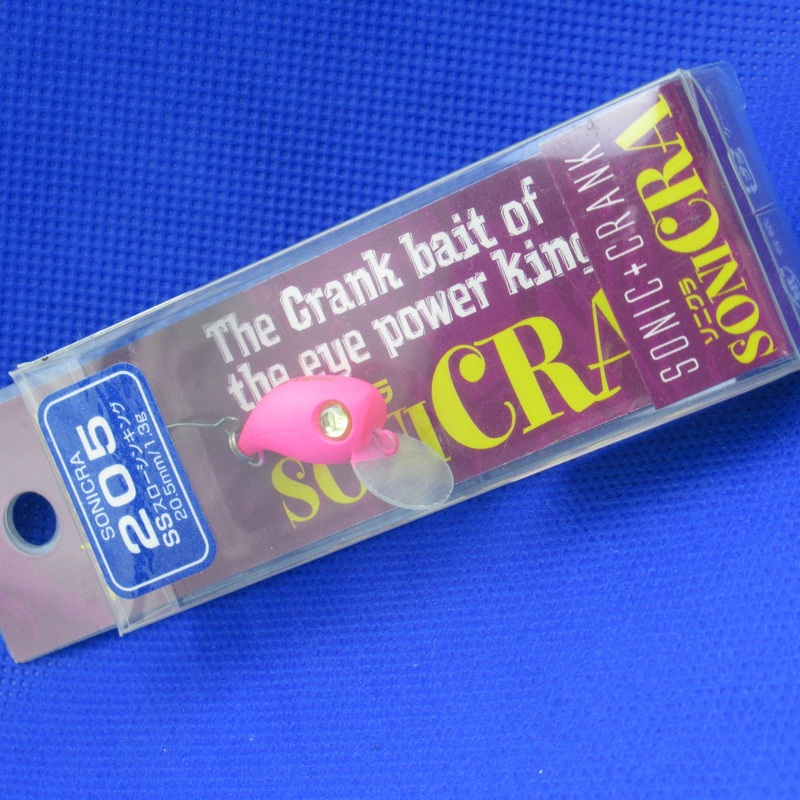 The Crank bait of
the eye power king
SONICRA
SONIC+CRANK
ソニクラ
SONICRA
SONICRA
205
SSスローシンキング
20.5mm/1.3g